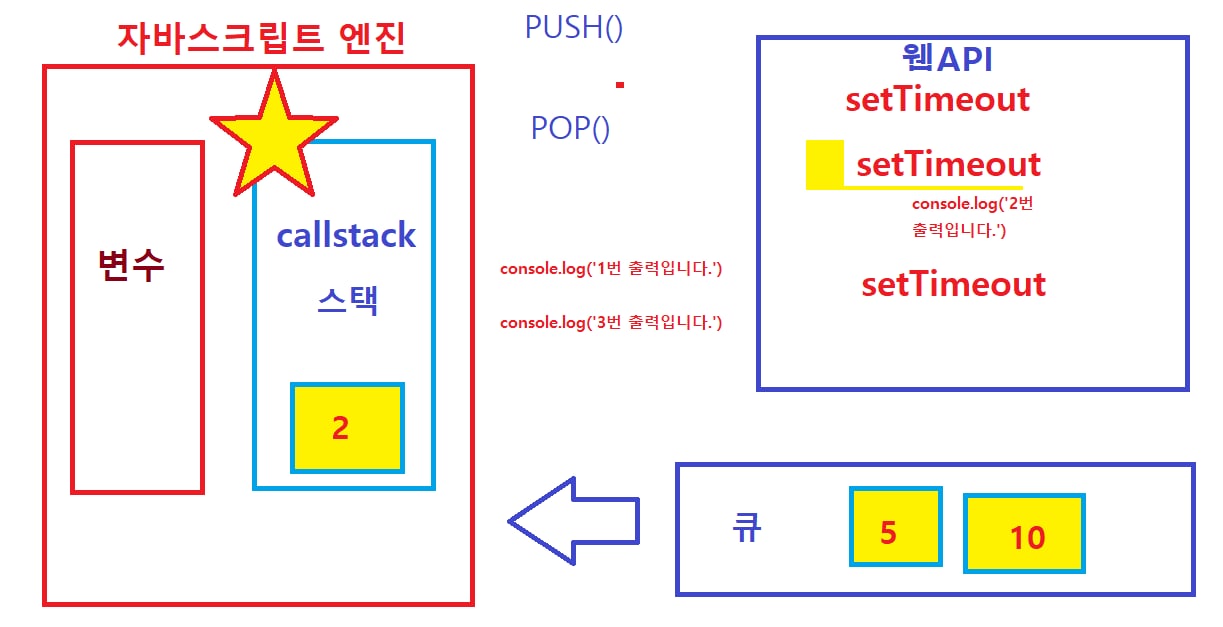 자바스크립트 엔진
변수
callstack
스택
2
PUSH()
POP()
console.log('1번 출력입니다.')
console.log('3번 출력입니다.')
웹API
setTimeout
setTimeout
console.log('2번
출력입니다.')
setTimeout
큐
5
10